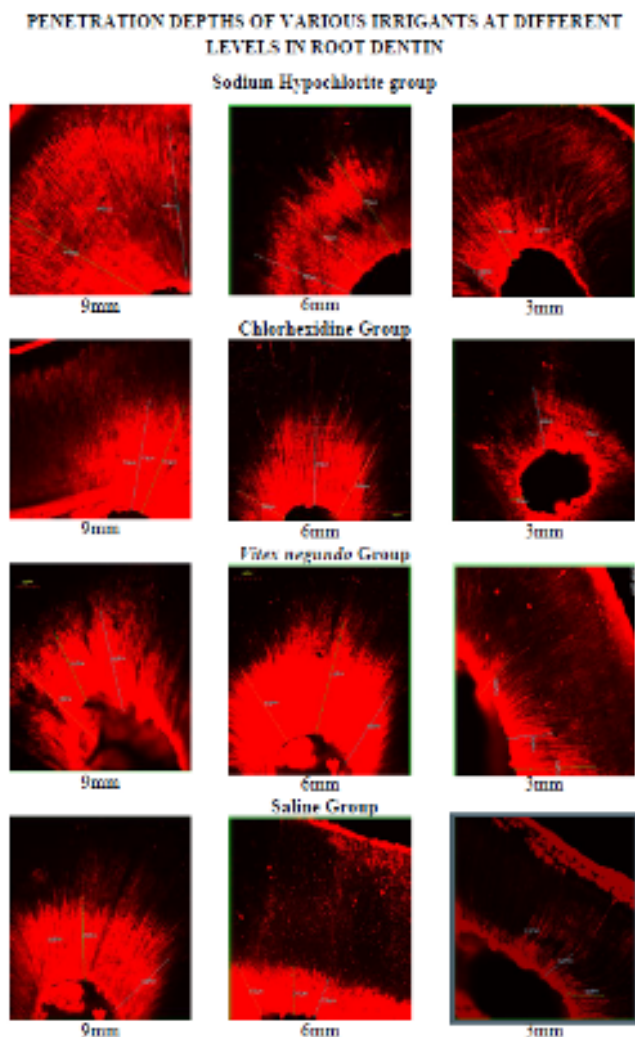 PENETRATION DEPTHS OF VARIOUS IRRIGANTS AT DIFFERENT
LEVELS IN ROOT DENTIN
Sodium Hypochlorite group
9mm 6mm 3mm
Chlorhexidine Group
9mm 6mm 3mm
Vitex negundo Group
9mm 6mm 3mm
Saline Group
9mm 6mm 3mm